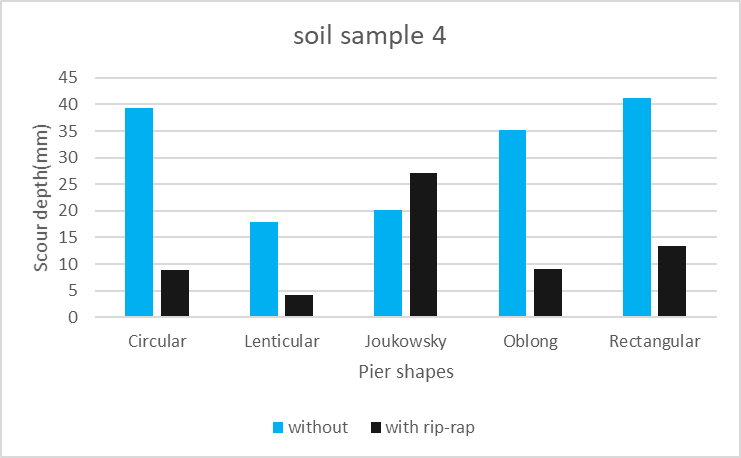 soil sample 4
45
40
35
30
25
20
15
10
5
0
Scour depth(mm)
Circular Lenticular Joukowsky Oblong Rectangular
Pier shapes
without with rip-rap